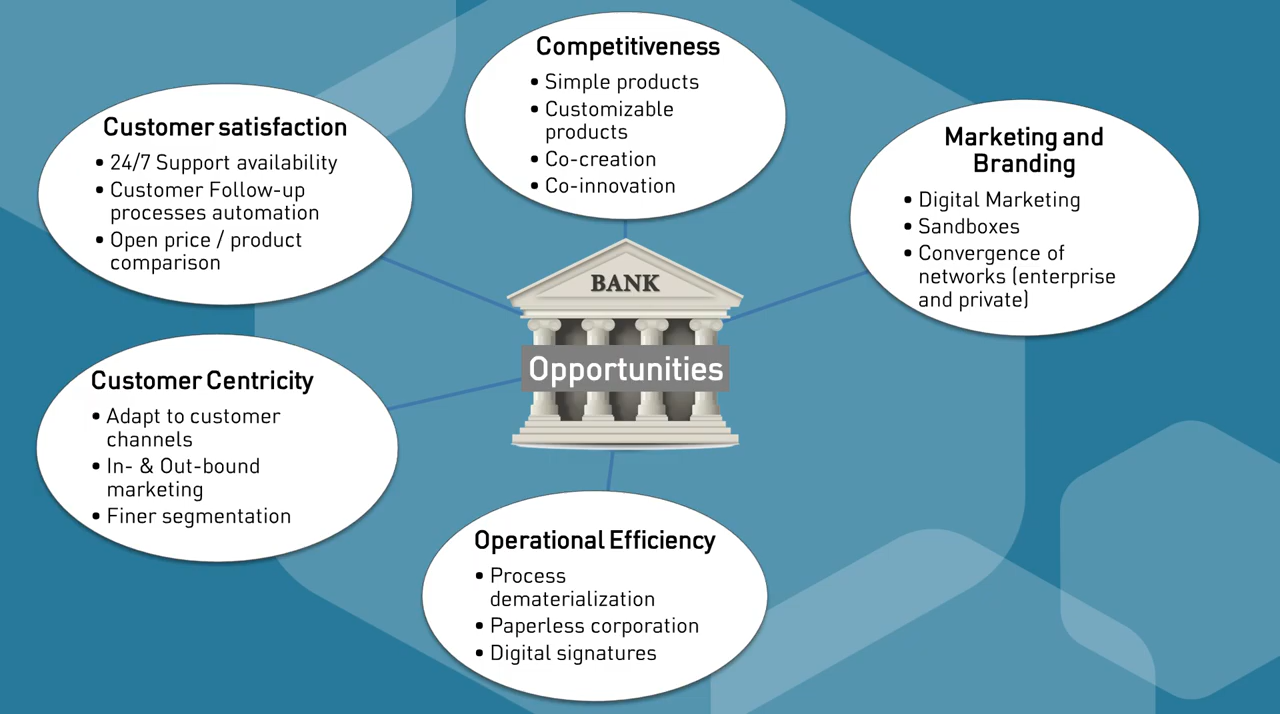 Competitiveness
• Simple products
• Customizable
products
• Co-creation
• Co-innovation
Customer satisfaction
• 24/7 Support availability
• Customer Follow-up
processes automation
• Open price / product
comparison
Marketing and
Branding
• Digital Marketing
• Sandboxes
• Convergence of
networks (enterprise
and private)
BANK
Opportunities
Customer Centricity
• Adapt to customer
channels
• In- & Out-bound
marketing
• Finer segmentation
Operational Efficiency
• Process
dematerialization
• Paperless corporation
• Digital signatures